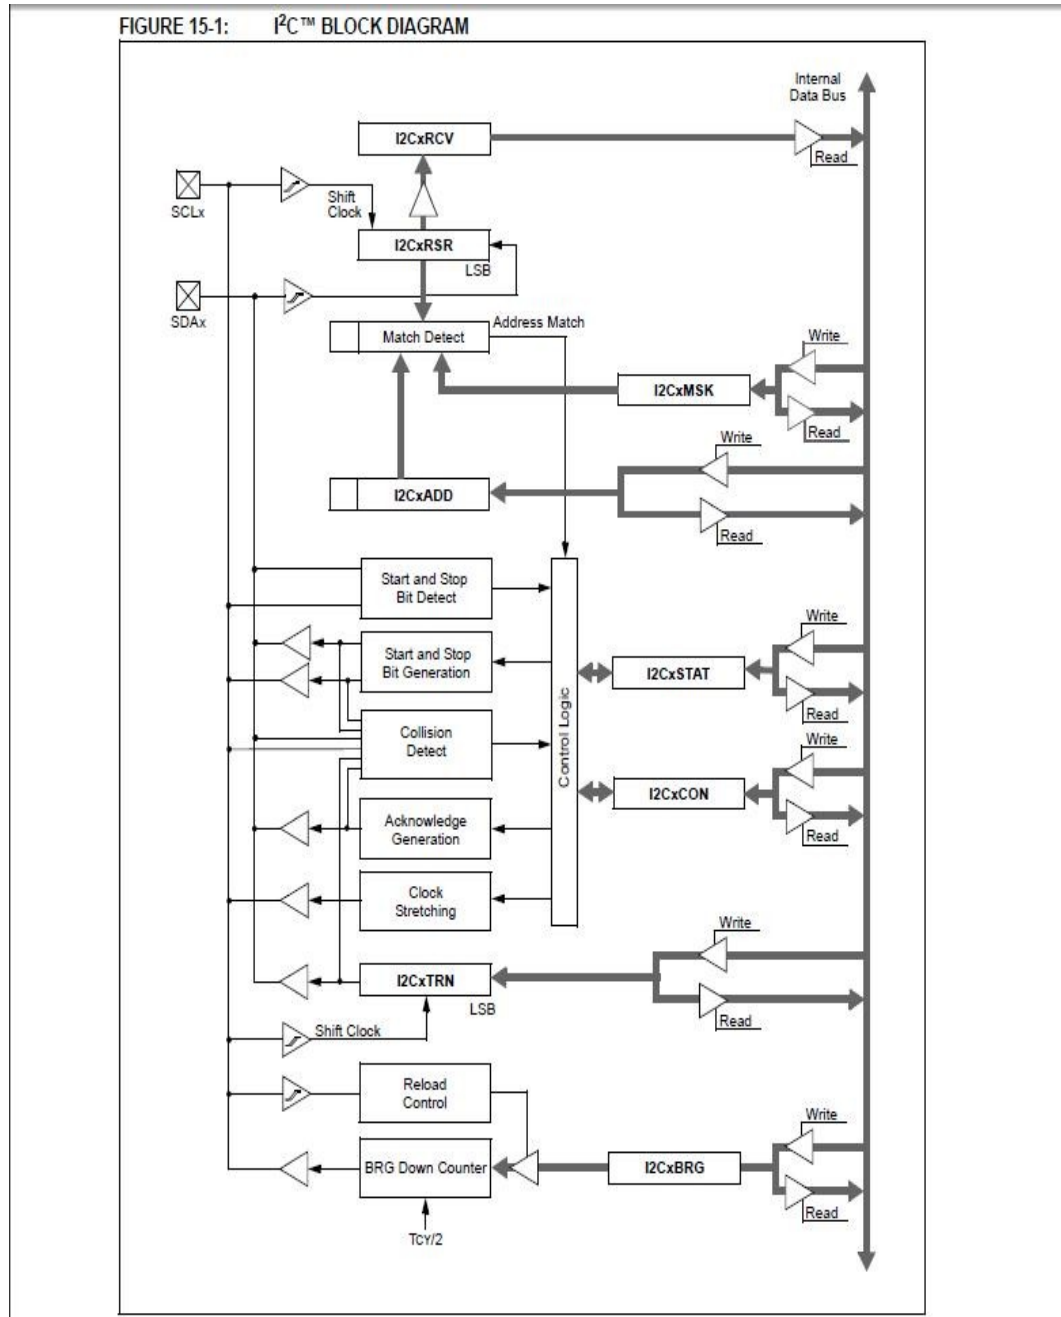 FIGURE 15-1: I²C™ BLOCK DIAGRAM
Internal
Data Bus
I2CxRCV
Read
SCLx
Shift
Clock
I2CxRSR
LSB
SDAx
Match Detect
Address Match
Write
I2CxMSK
Read
Write
I2CxADD
Read
Start and Stop
Bit Detect
Start and Stop
Bit Generation
Collision
Detect
Acknowledge
Generation
Clock
Stretching
Control Logic
Write
I2CxSTAT
Read
Write
I2CxCON
Read
Write
I2CxTRN
LSB
Read
Shift Clock
Reload
Control
Write
BRG Down Counter
I2CxBRG
Read
TCY/2